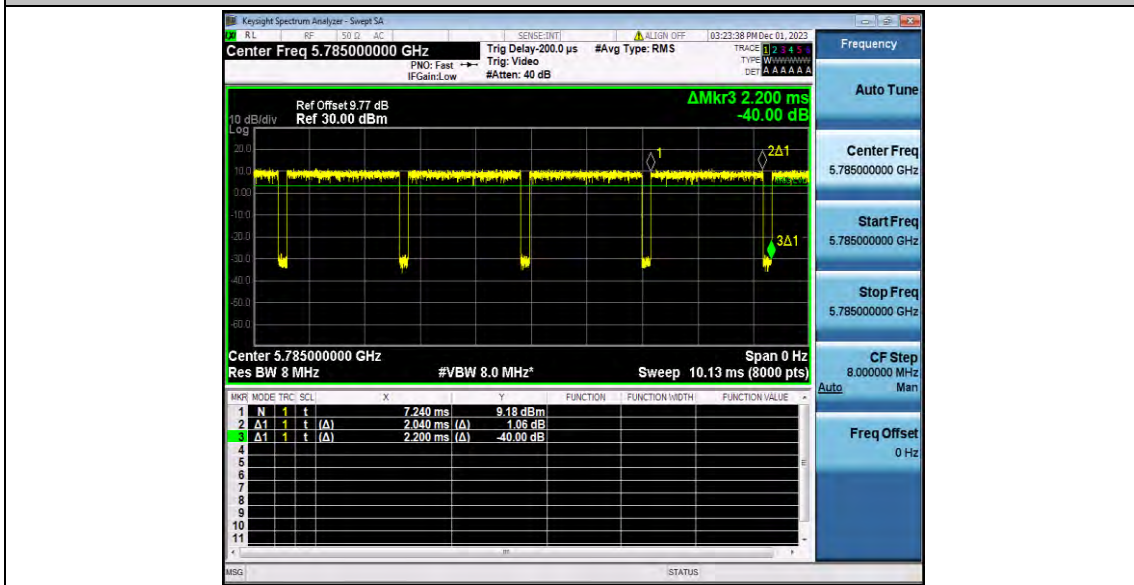 Keysight Spectrum Analyzer - Swept SA
RL RF 50 Ω AC SENSE:INT ALIGN OFF 03:23:38 PM Dec 01, 2023
Center Freq 5.785000000 GHz
PNO: Fast
IFGain:Low
Trig Delay-200.0 µs
Trig: Video
#Atten: 40 dB
#Avg Type: RMS
TRACE 1 2 3 4 5 6
TYPE
DET A A A A A A
ΔMkr3 2.200 ms
-40.00 dB
Ref Offset 9.77 dB
10 dB/div Ref 30.00 dBm
Log
20.0
10.0
0.00
-10.0
-20.0
-30.0
-40.0
-50.0
-60.0
1
2Δ1
3Δ1
Center 5.785000000 GHz Span 0 Hz
Res BW 8 MHz #VBW 8.0 MHz* Sweep 10.13 ms (8000 pts)
MKR MODE TRC SCL X Y FUNCTION FUNCTION WIDTH FUNCTION VALUE
1 N 1 t 7.240 ms 9.18 dBm
2 Δ1 1 t (Δ) 2.040 ms (Δ) 1.06 dB
3 Δ1 1 t (Δ) 2.200 ms (Δ) -40.00 dB
4
5
6
7
8
9
10
11
MSG STATUS
Frequency
Auto Tune
Center Freq
5.785000000 GHz
Start Freq
5.785000000 GHz
Stop Freq
5.785000000 GHz
CF Step
8.000000 MHz
Auto Man
Freq Offset
0 Hz